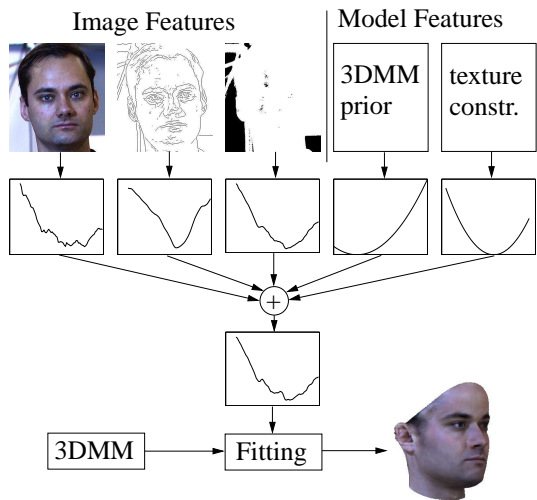 Image Features
Model Features
3DMM
prior
texture
constr.
+
3DMM
Fitting